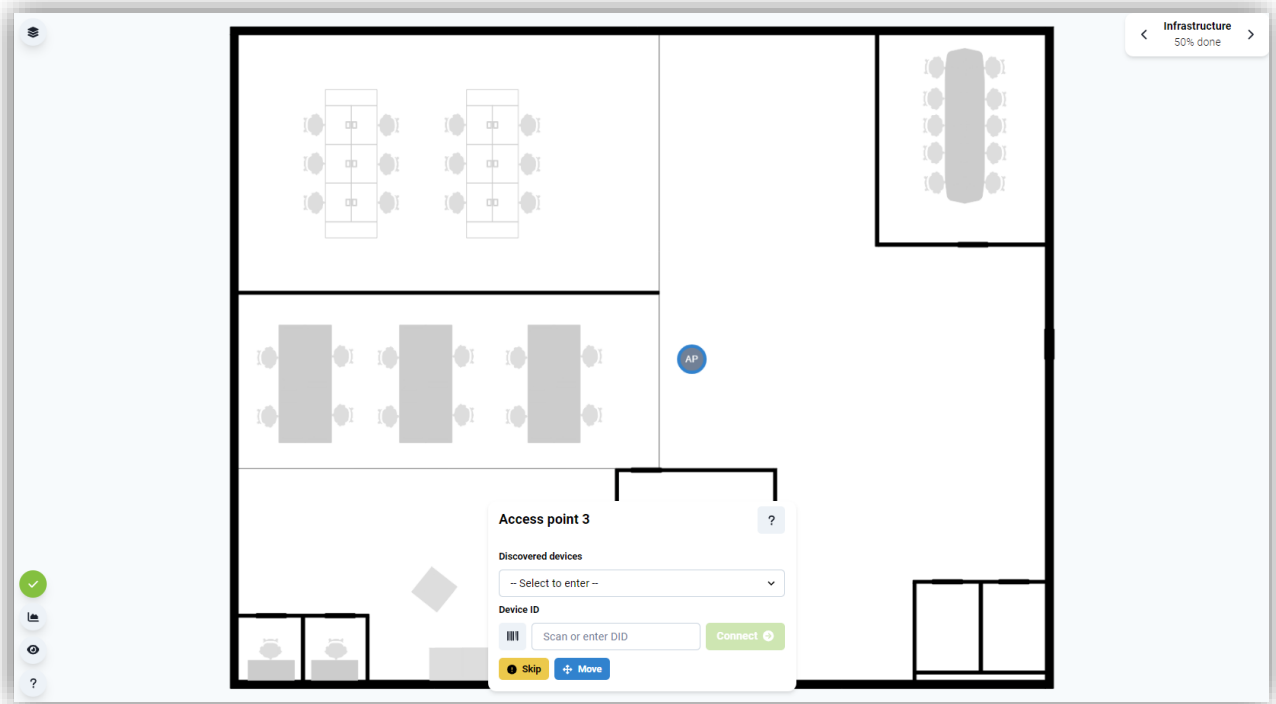 Infrastructure
50% done
AP
Access point 3
?
Discovered devices
-- Select to enter --
Device ID
Scan or enter DID
Connect
Skip
Move
?